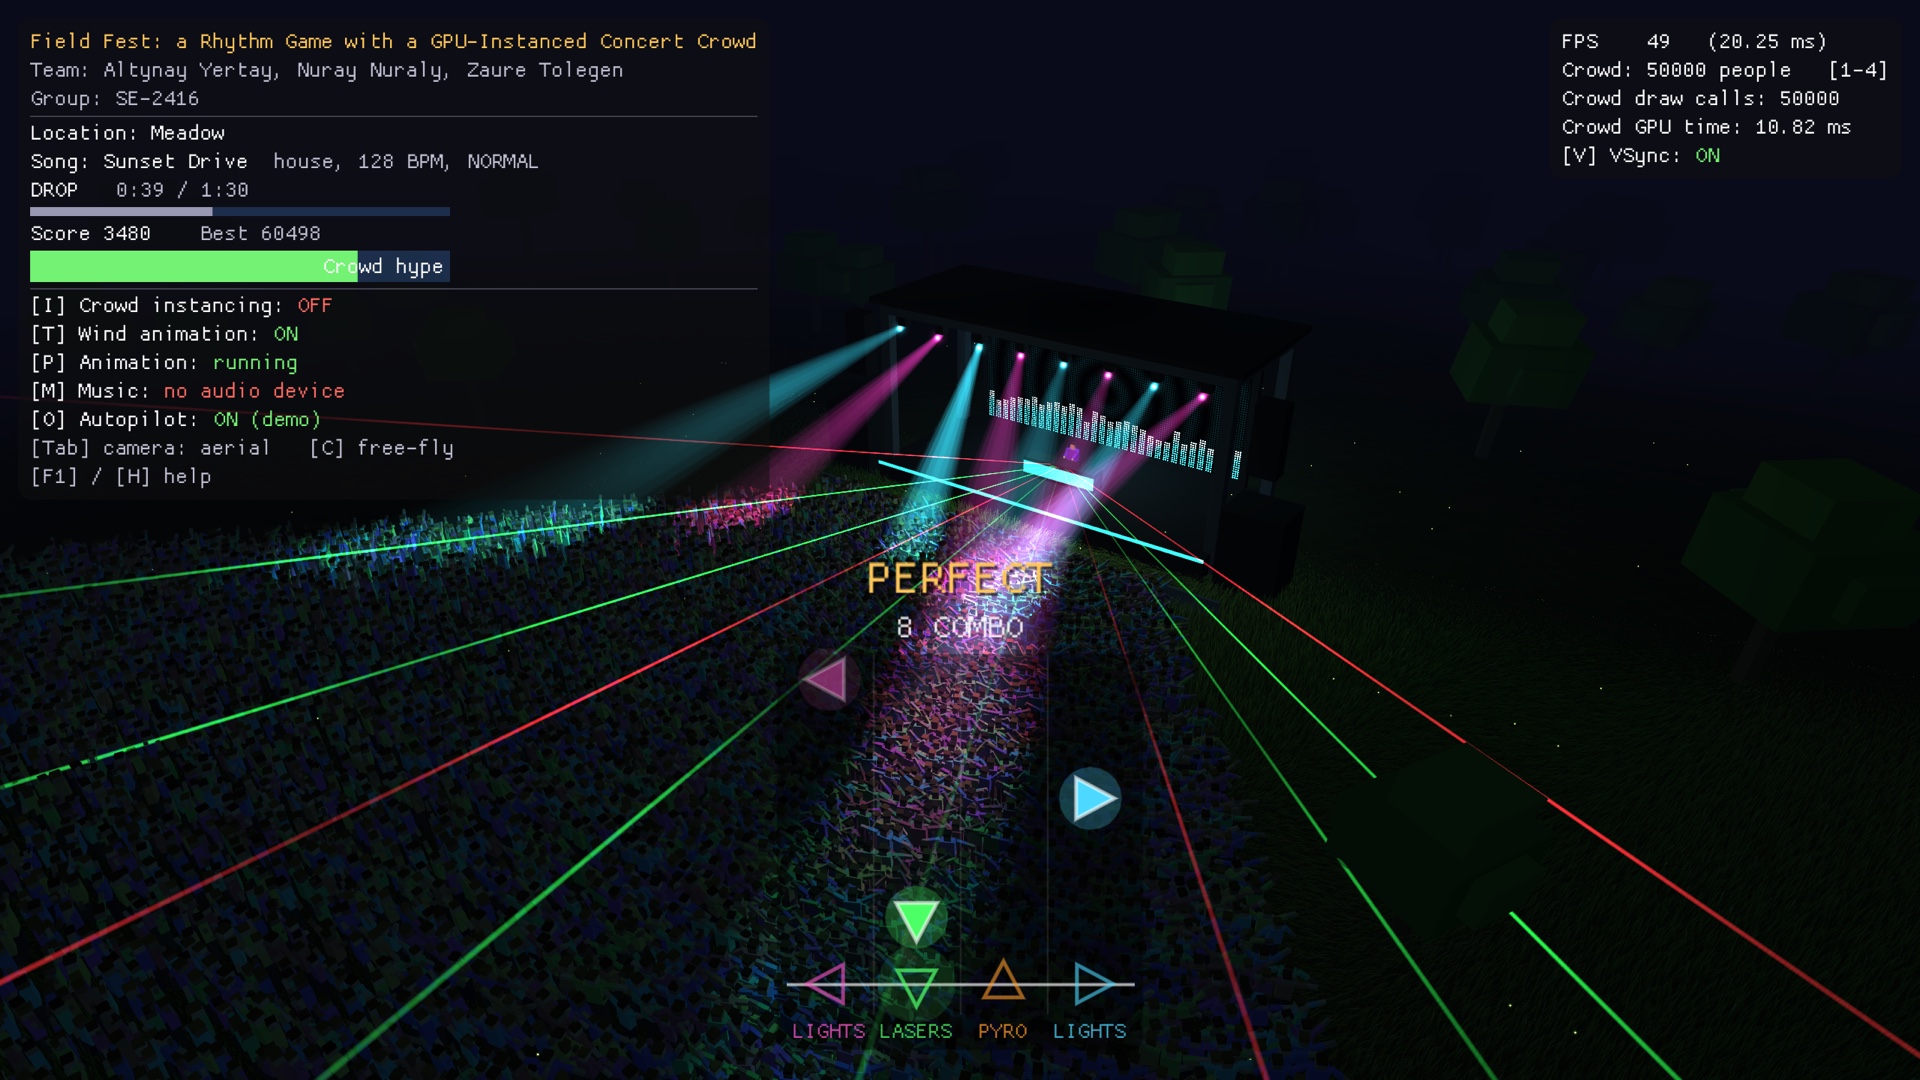 Field Fest: a Rhythm Game with a GPU-Instanced Concert Crowd
Team: Altynay Yertay, Nuray Nuraly, Zaure Tolegen
Group: SE-2416
Location: Meadow
Song: Sunset Drive house, 128 BPM, NORMAL
DROP 0:39 / 1:30
Score 3480 Best 60498
Crowd hype
[I] Crowd instancing: OFF
[T] Wind animation: ON
[P] Animation: running
[M] Music: no audio device
[O] Autopilot: ON (demo)
[Tab] camera: aerial [C] free-fly
[F1] / [H] help
FPS 49 (20.25 ms)
Crowd: 50000 people [1-4]
Crowd draw calls: 50000
Crowd GPU time: 10.82 ms
[V] VSync: ON
PERFECT
8 COMBO
LIGHTS LASERS PYRO LIGHTS